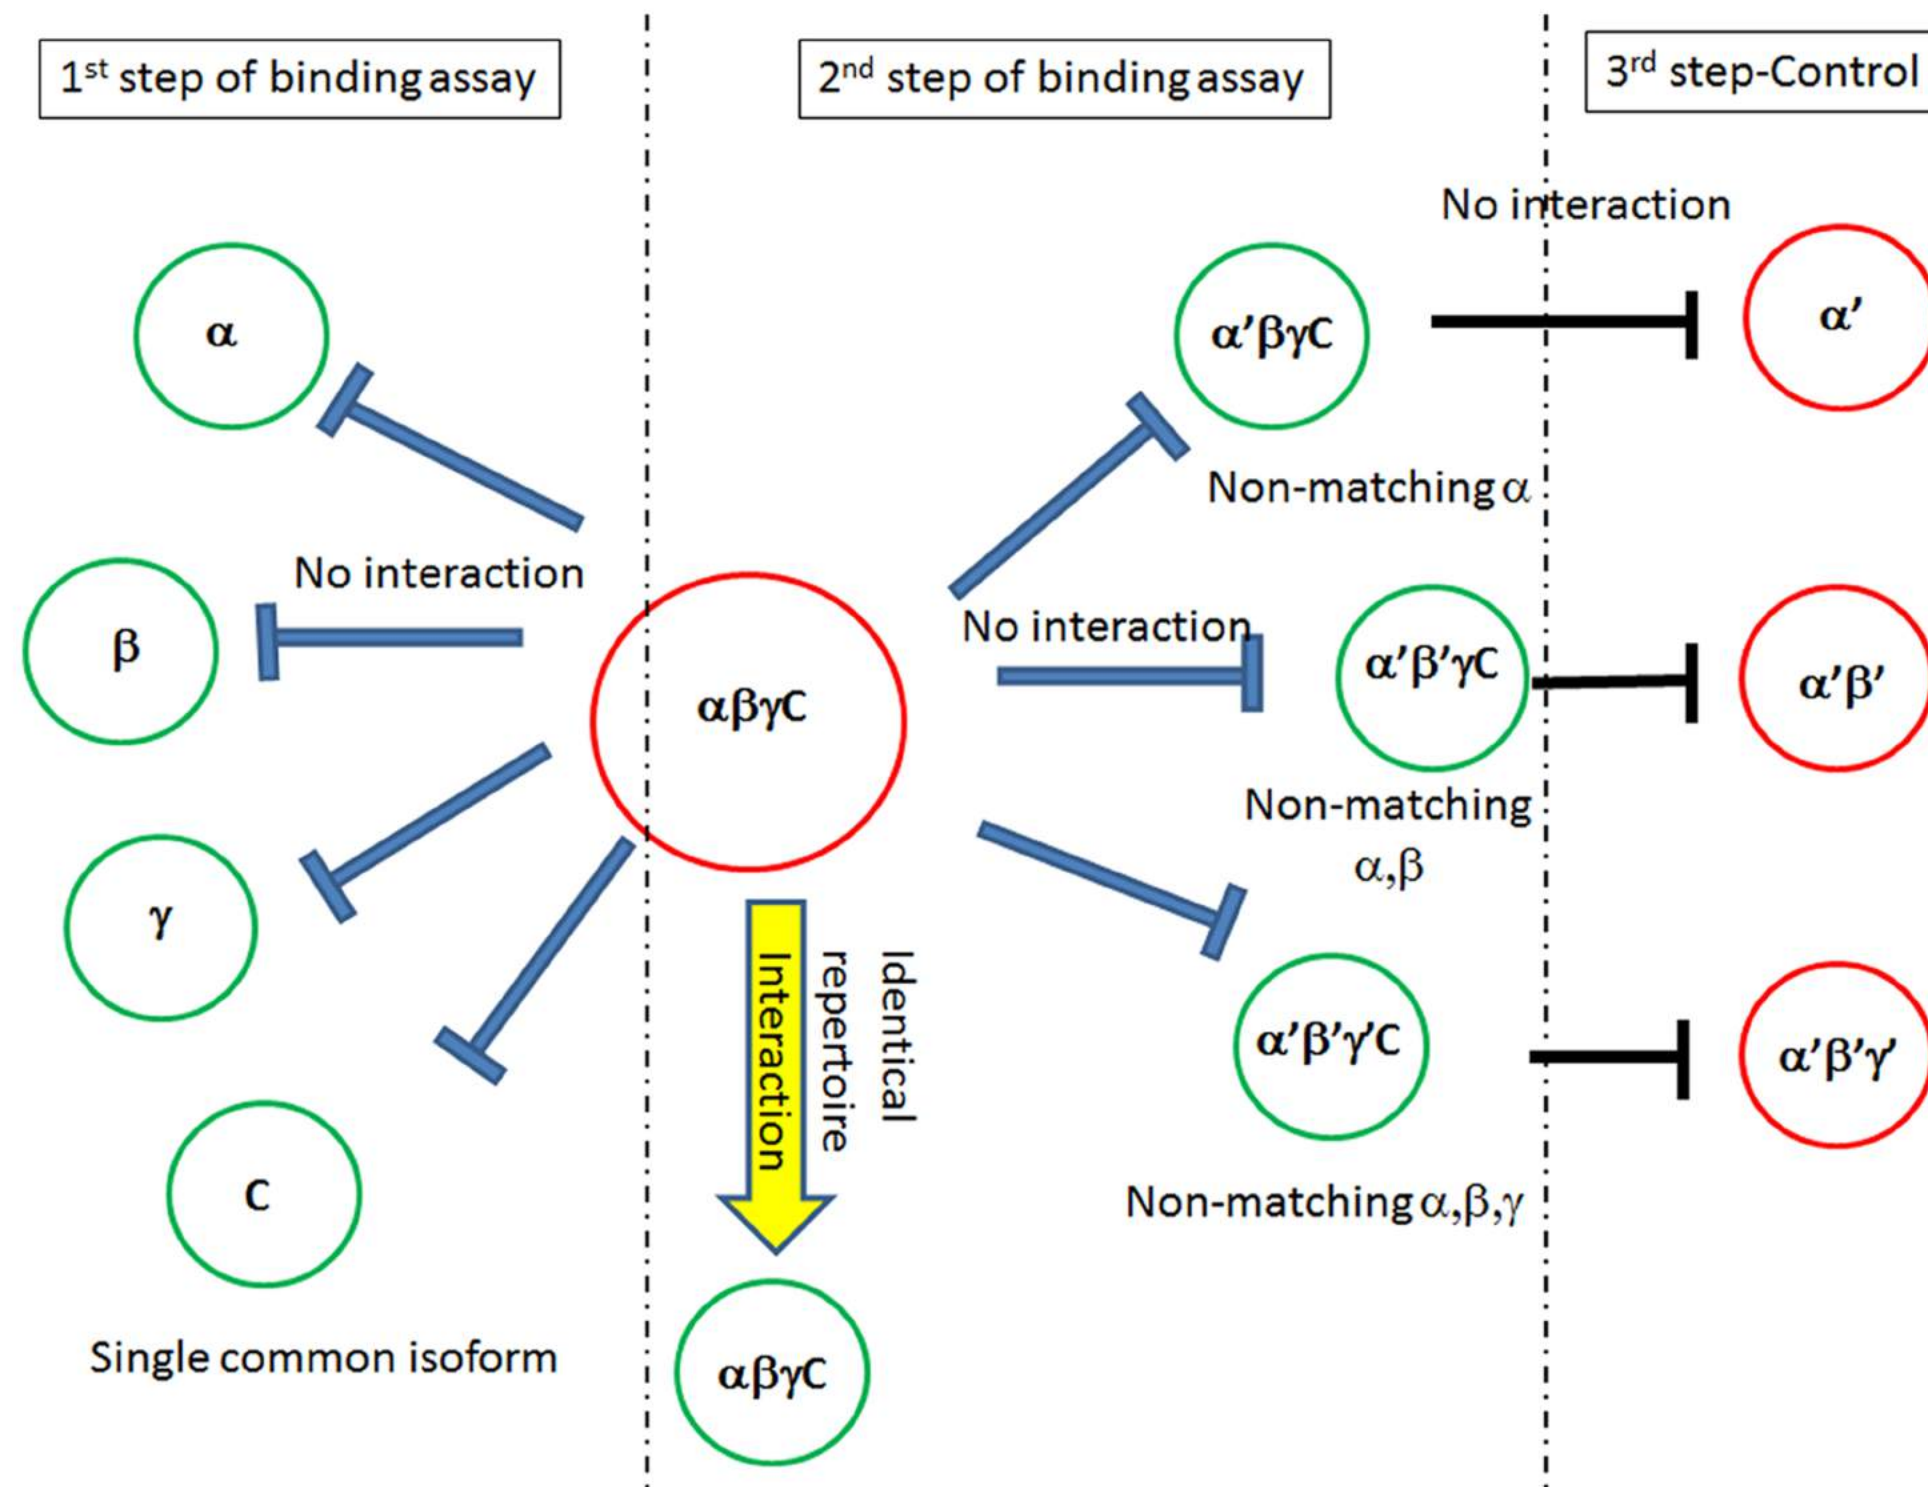 1st step of binding assay
2nd step of binding assay
3rd step-Control
No interaction
α
α’βγC
α’
Non-matching α
No interaction
β
No interaction
αβγC
α’β’γC
α’β’
Non-matching
α,β
γ
Interaction
repertoire
Identical
α’β’γ’C
α’β’γ’
C
Non-matching α,β,γ
Single common isoform
αβγC